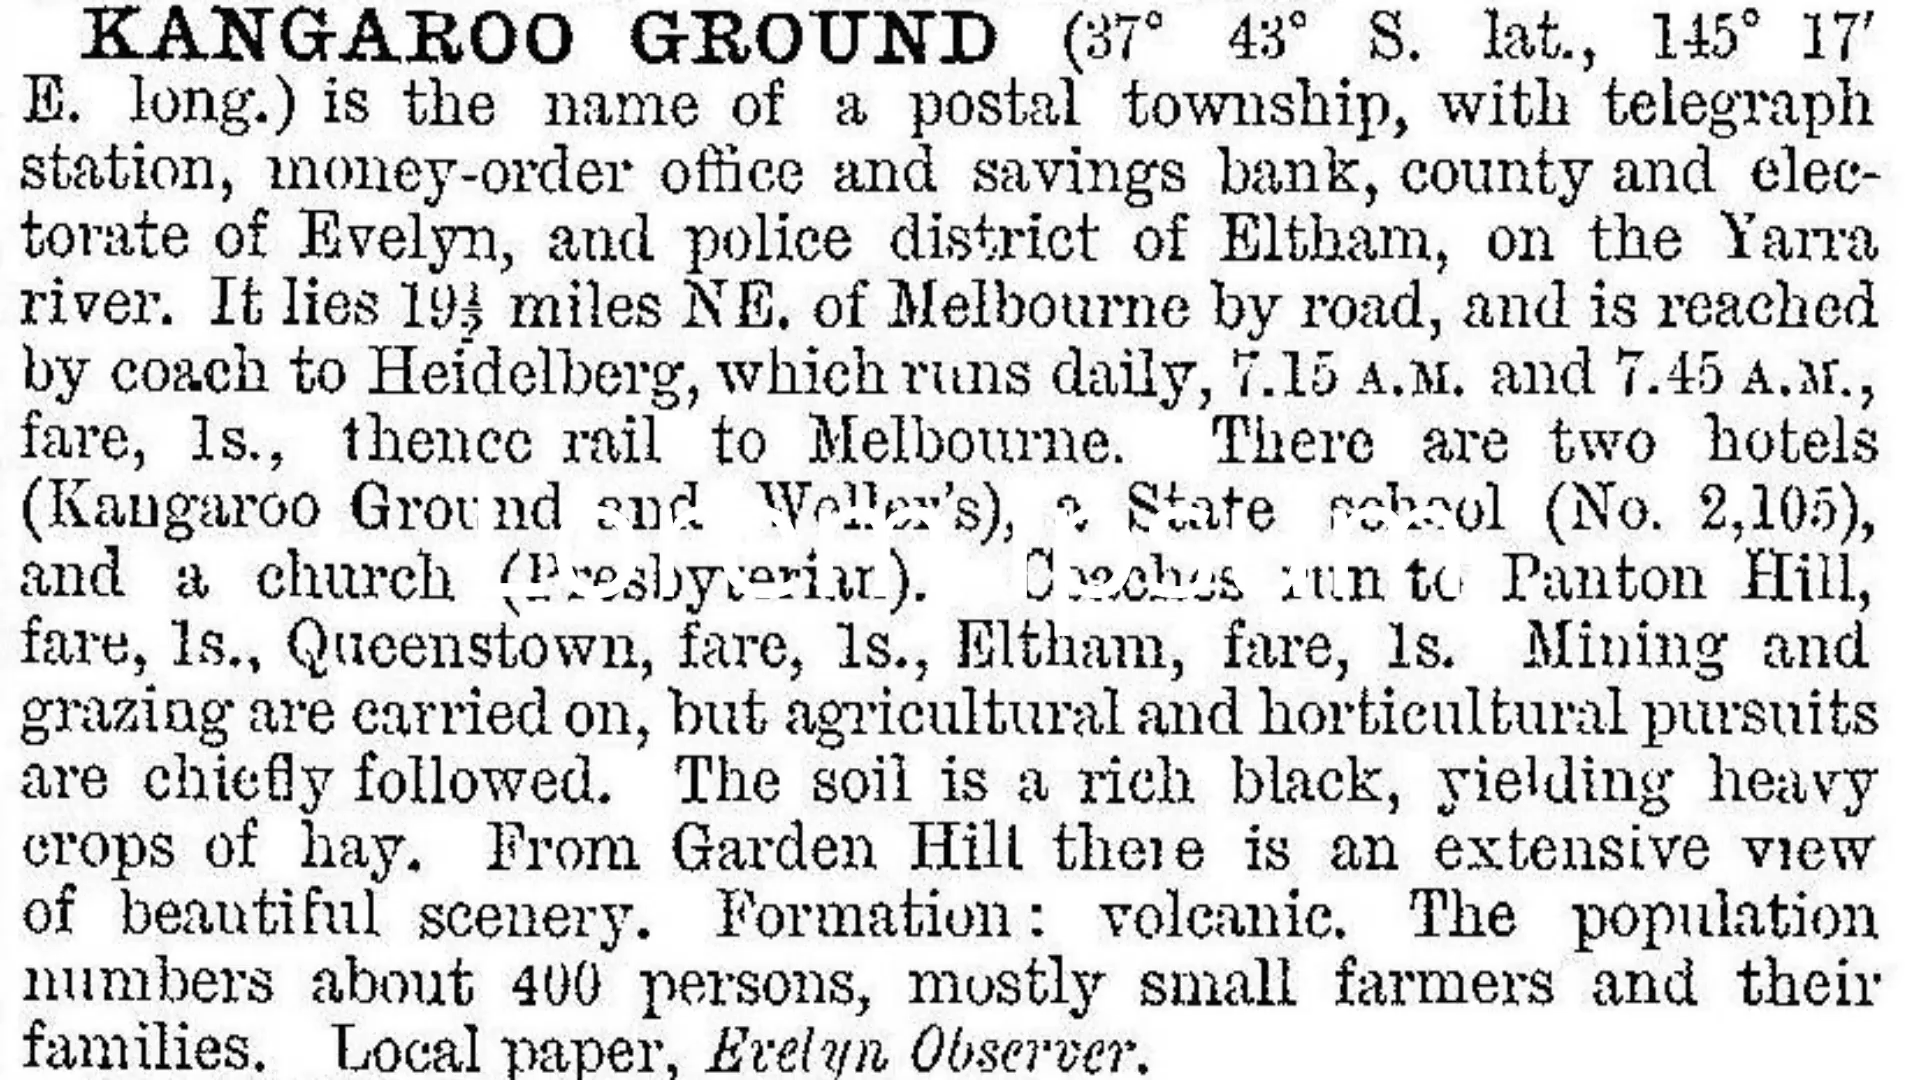 KANGAROO GROUND (37° 43° S. lat., 145° 17′
E. long.) is the name of a postal township, with telegraph
station, money-order office and savings bank, county and elec-
torate of Evelyn, and police district of Eltham, on the Yarra
river. It lies 19½ miles NE. of Melbourne by road, and is reached
by coach to Heidelberg, which runs daily, 7.15 A.M. and 7.45 A.M.,
fare, 1s., thence rail to Melbourne. There are two hotels
(Kangaroo Ground and Weller's), a State school (No. 2,105),
and a church (Presbyterian). Coaches run to Panton Hill,
fare, 1s., Queenstown, fare, 1s., Eltham, fare, 1s. Mining and
grazing are carried on, but agricultural and horticultural pursuits
are chiefly followed. The soil is a rich black, yielding heavy
crops of hay. From Garden Hill there is an extensive view
of beautiful scenery. Formation: volcanic. The population
numbers about 400 persons, mostly small farmers and their
families. Local paper, Evelyn Observer.